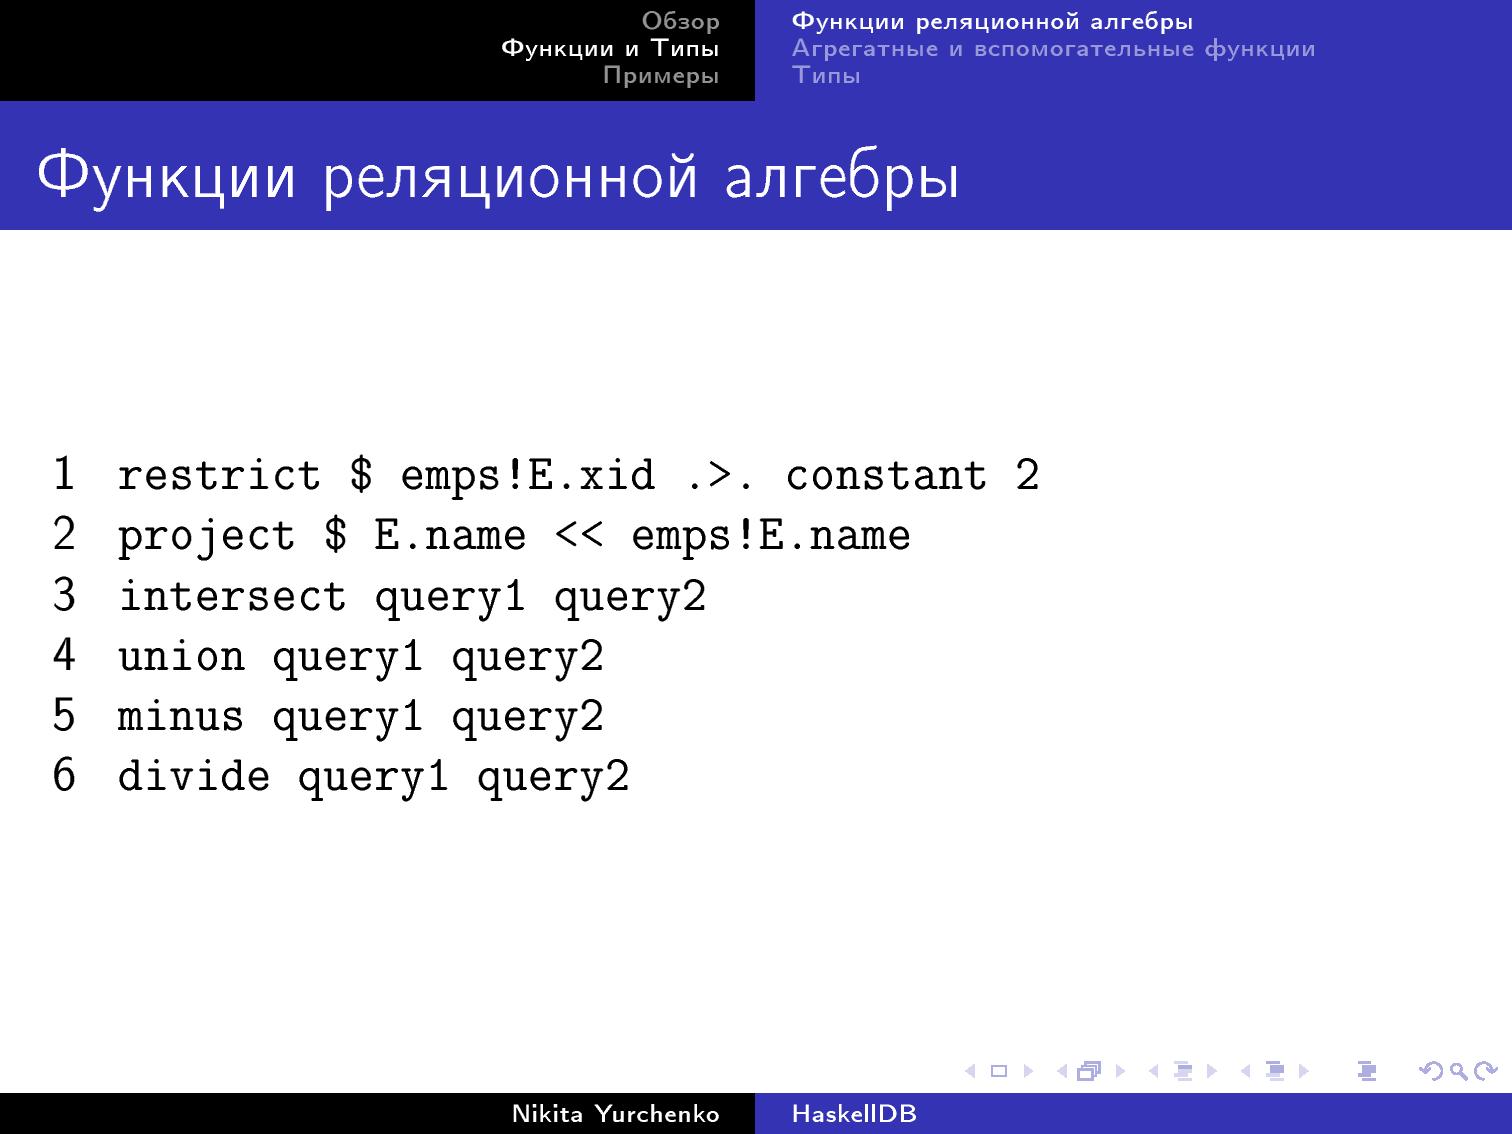 Обзор
Функции и Типы
Примеры
Функции реляционной алгебры
Агрегатные и вспомогательные функции
Типы
Функции реляционной алгебры
1 restrict $ emps!E.xid .>. constant 2
2 project $ E.name << emps!E.name
3 intersect query1 query2
4 union query1 query2
5 minus query1 query2
6 divide query1 query2
Nikita Yurchenko
HaskellDB